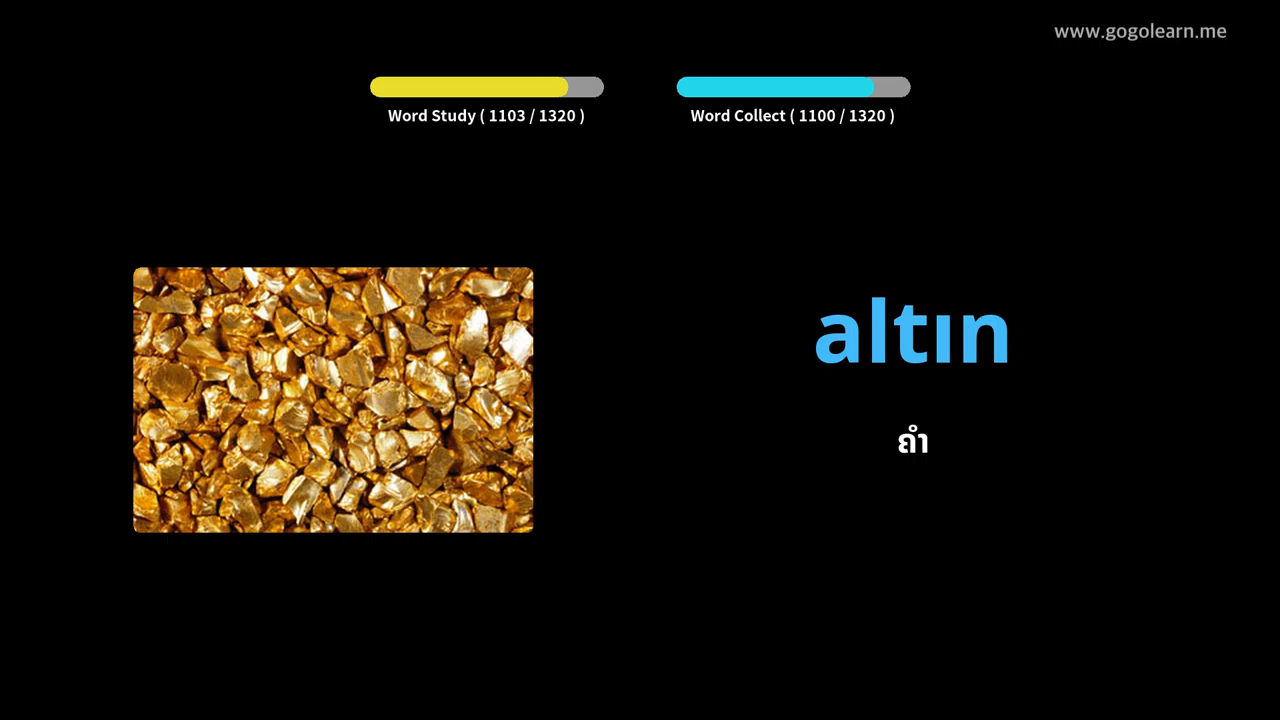 www.gogolearn.me
Word Study ( 1103 / 1320 )
Word Collect ( 1100 / 1320 )
altın
ຄໍາ